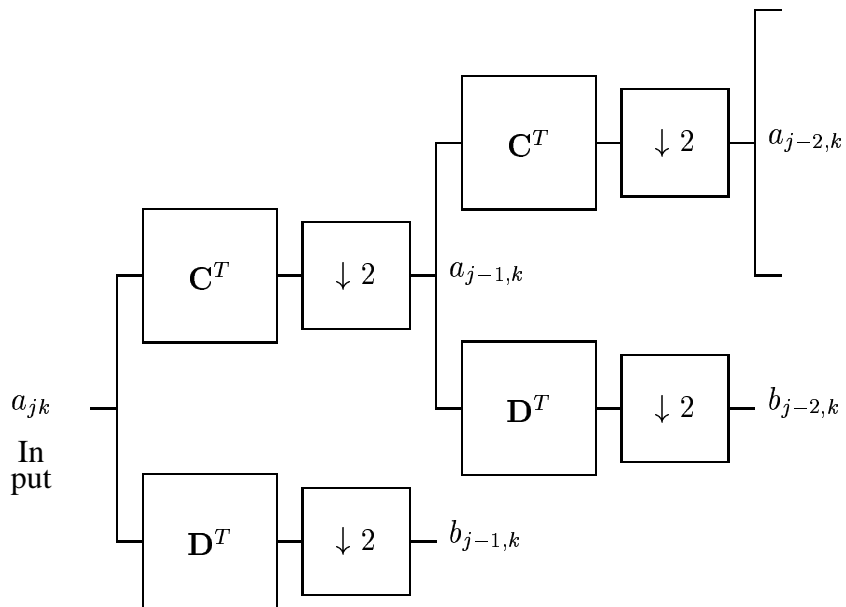 C^T
↓ 2
a_{j−2,k}
C^T
↓ 2
a_{j−1,k}
a_{jk}
In
put
D^T
↓ 2
b_{j−2,k}
D^T
↓ 2
b_{j−1,k}